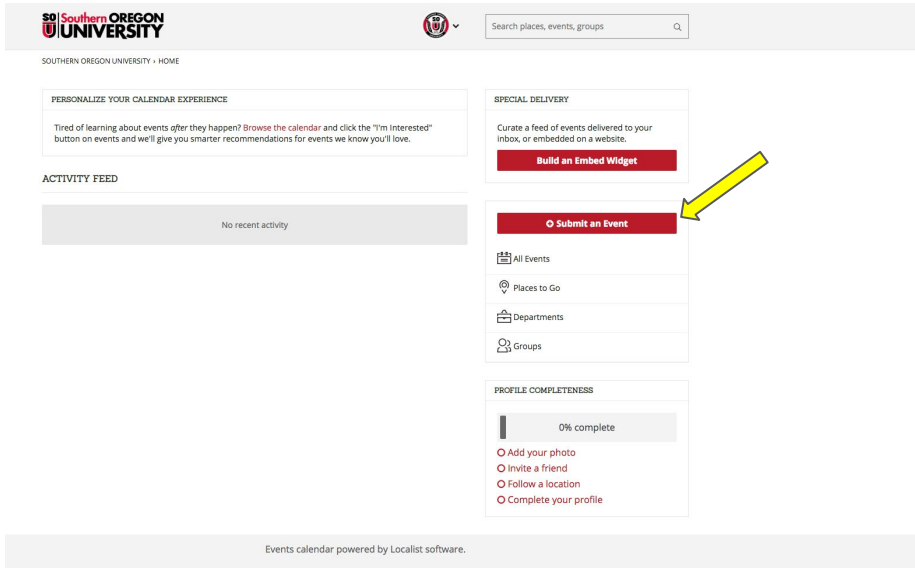 SO Southern OREGON
U UNIVERSITY
SO
U
Search places, events, groups
SOUTHERN OREGON UNIVERSITY › HOME
PERSONALIZE YOUR CALENDAR EXPERIENCE
Tired of learning about events after they happen? Browse the calendar and click the "I'm Interested"
button on events and we'll give you smarter recommendations for events we know you'll love.
ACTIVITY FEED
No recent activity
SPECIAL DELIVERY
Curate a feed of events delivered to your
inbox, or embedded on a website.
Build an Embed Widget
Submit an Event
All Events
Places to Go
Departments
Groups
PROFILE COMPLETENESS
0% complete
Add your photo
Invite a friend
Follow a location
Complete your profile
Events calendar powered by Localist software.